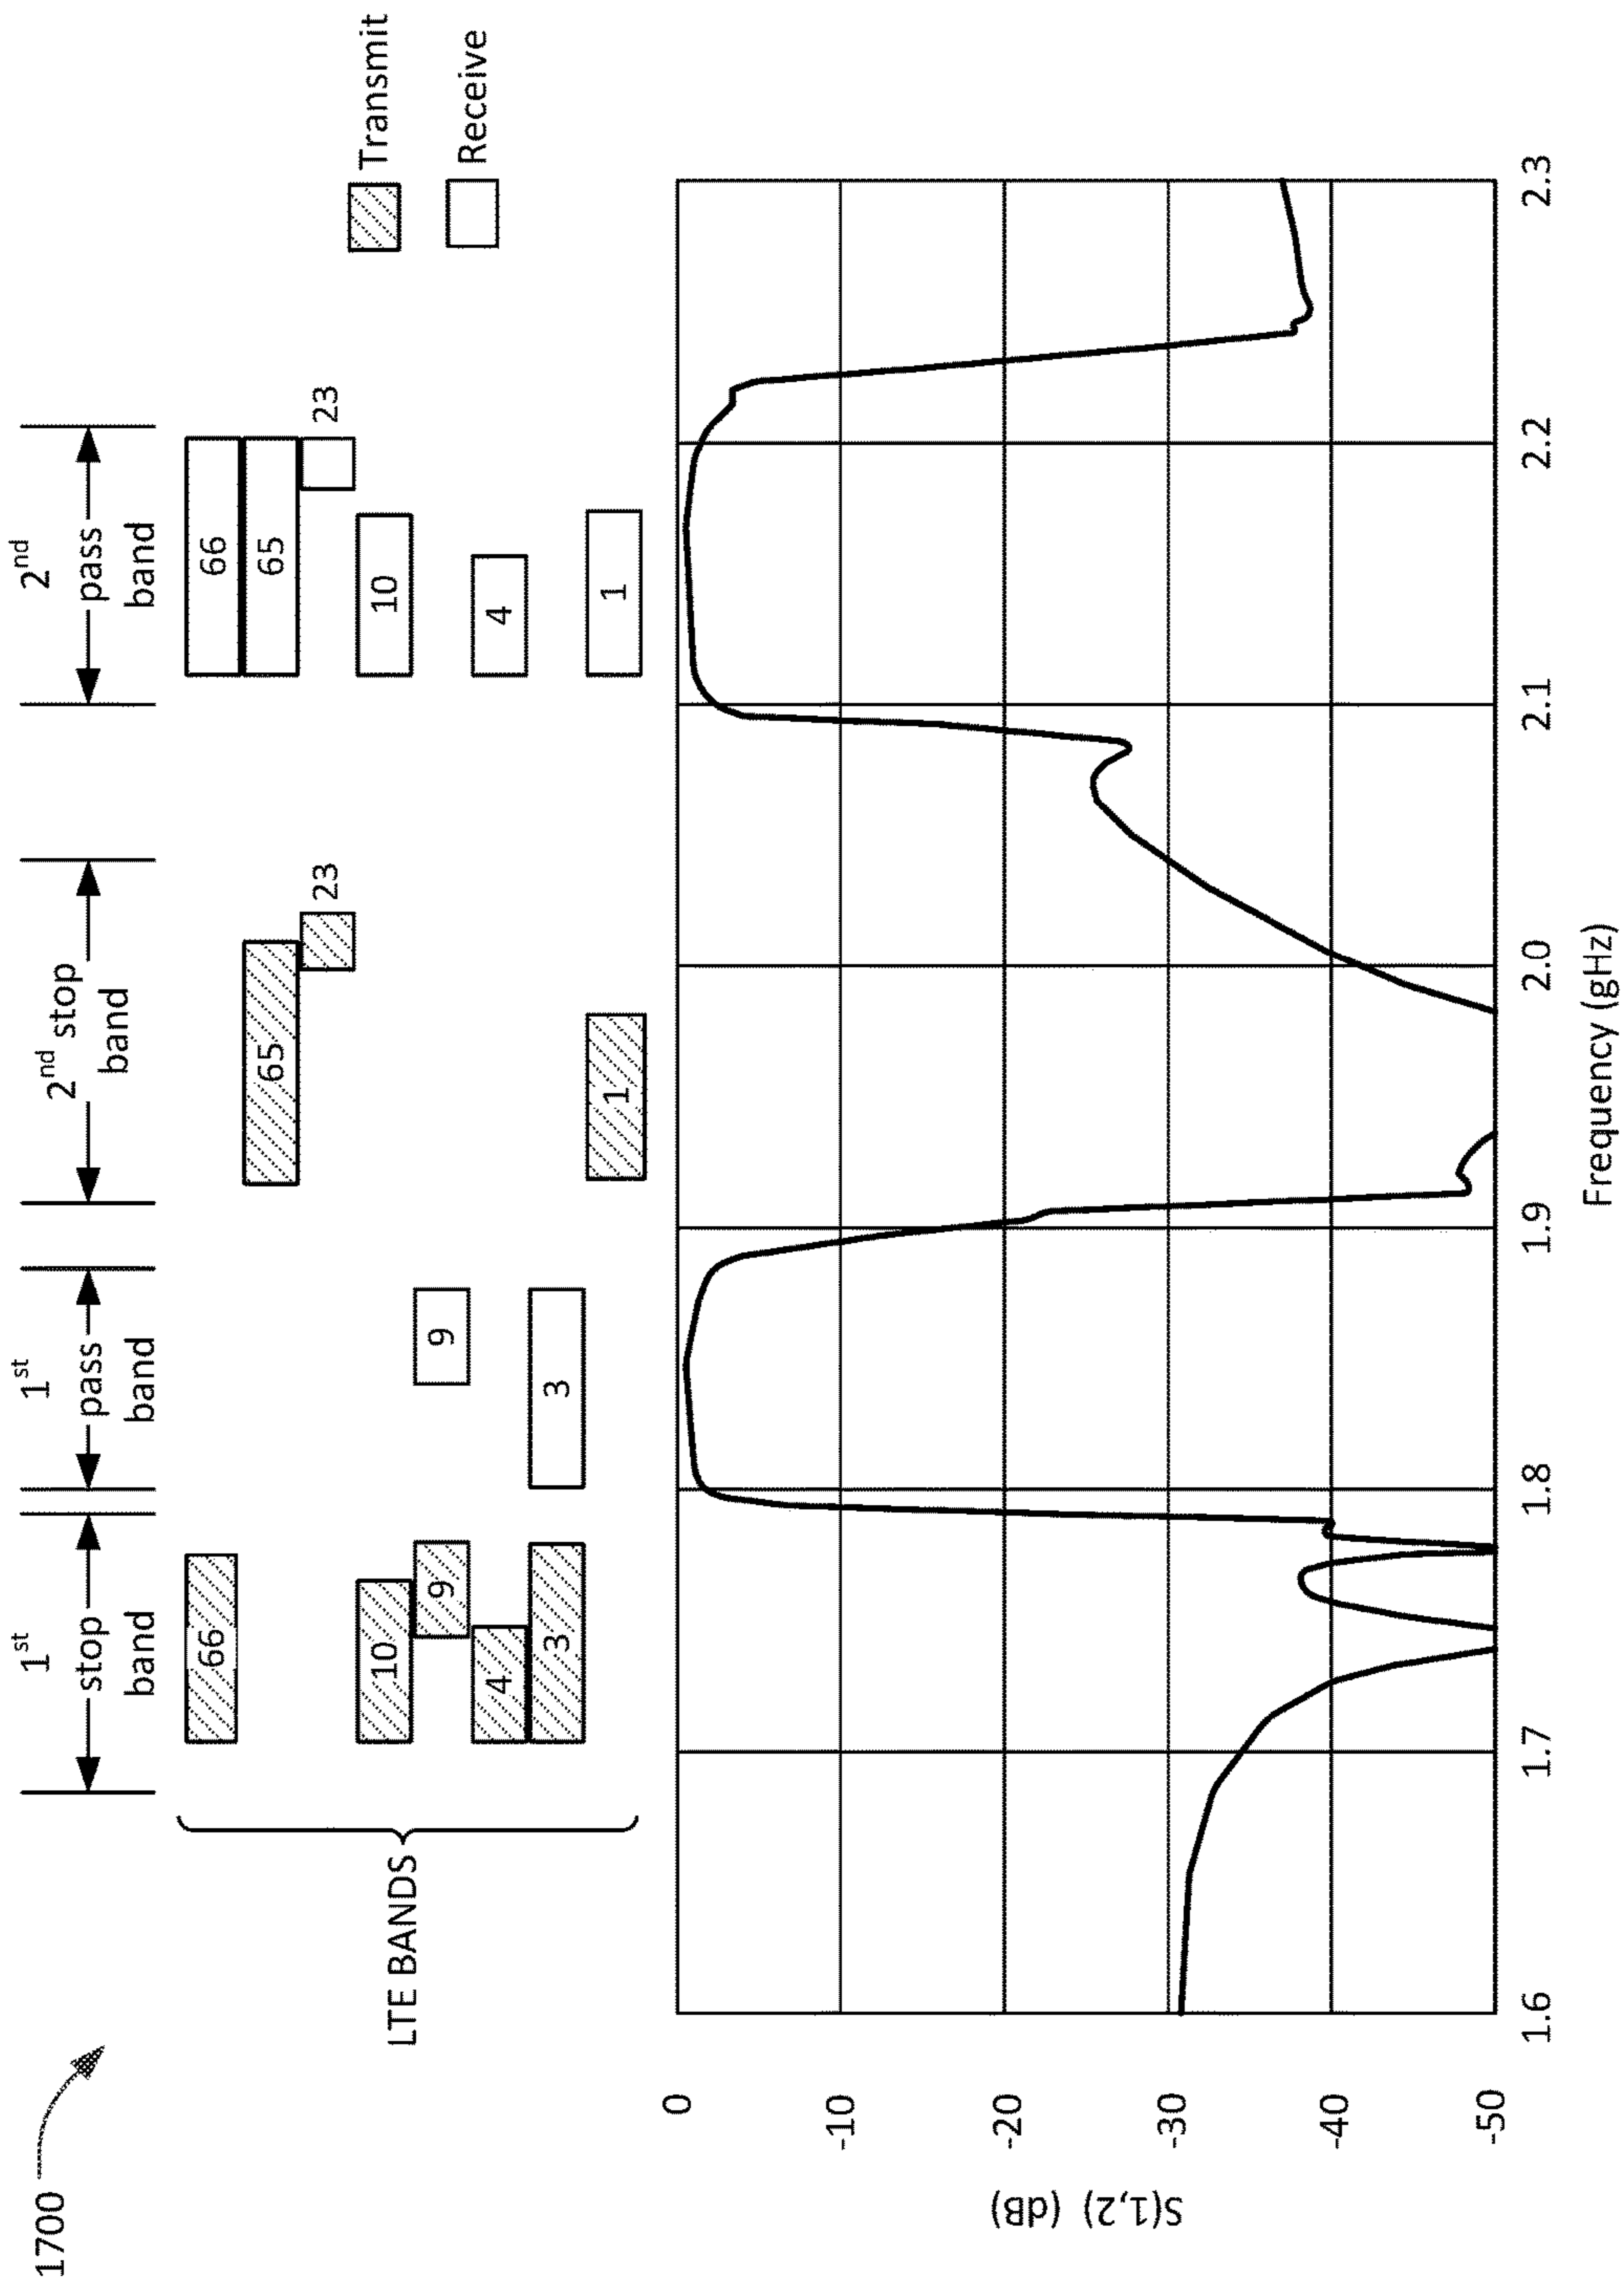 1700
1st
stop
band
1st
pass
band
2nd stop
band
2nd
pass
band
LTE BANDS
66
66
65
65
23
23
10
10
9
9
4
4
3
3
1
1
Transmit
Receive
S(1,2) (dB)
0
-10
-20
-30
-40
-50
1.6
1.7
1.8
1.9
2.0
2.1
2.2
2.3
Frequency (gHz)